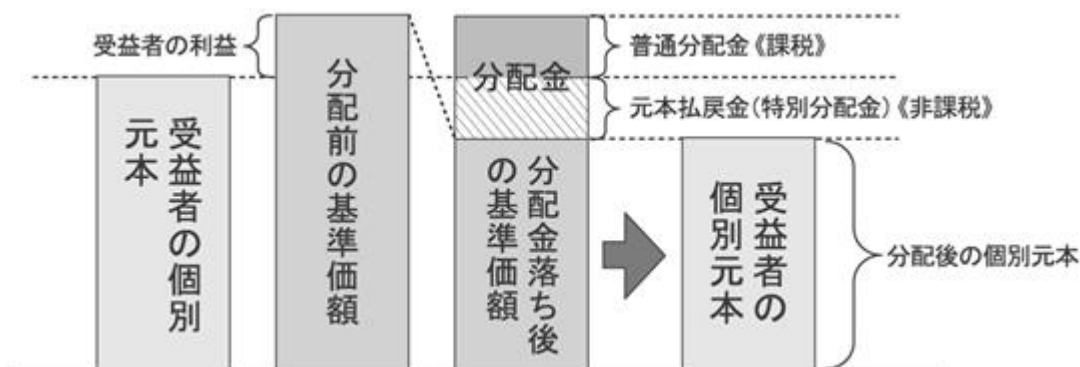 受益者の利益
受益者の個別
元本
分配前の基準価額
分配金
分配金落ち後
の基準価額
普通分配金《課税》
元本払戻金(特別分配金)《非課税》
受益者の
個別元本
分配後の個別元本